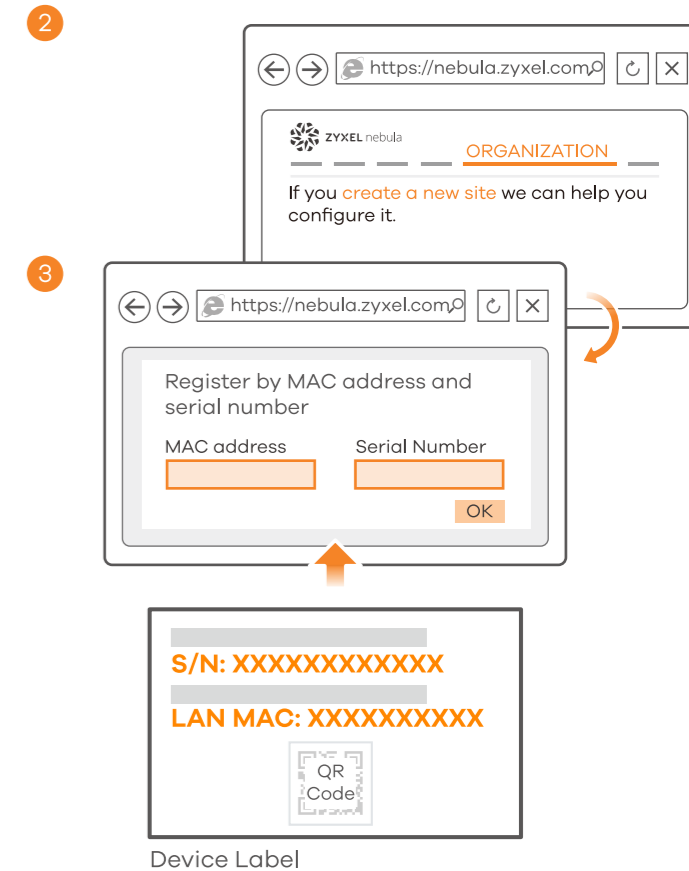 2
https://nebula.zyxel.com
ZYXEL nebula
ORGANIZATION
If you create a new site we can help you
configure it.
3
https://nebula.zyxel.com
Register by MAC address and
serial number
MAC address
Serial Number
OK
S/N: XXXXXXXXXXXX
LAN MAC: XXXXXXXXXX
QR
Code
Device Label